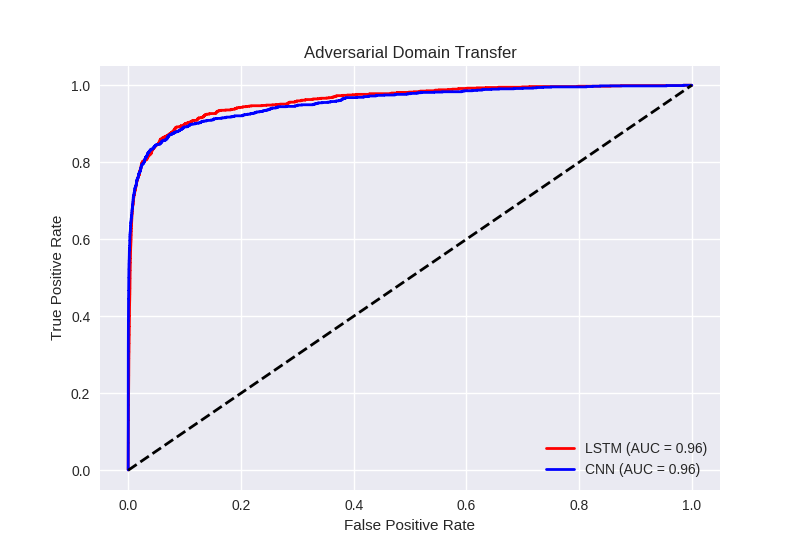 Adversarial Domain Transfer
True Positive Rate
1.0
0.8
0.6
0.4
0.2
0.0
LSTM (AUC = 0.96)
CNN (AUC = 0.96)
0.0 0.2 0.4 0.6 0.8 1.0
False Positive Rate